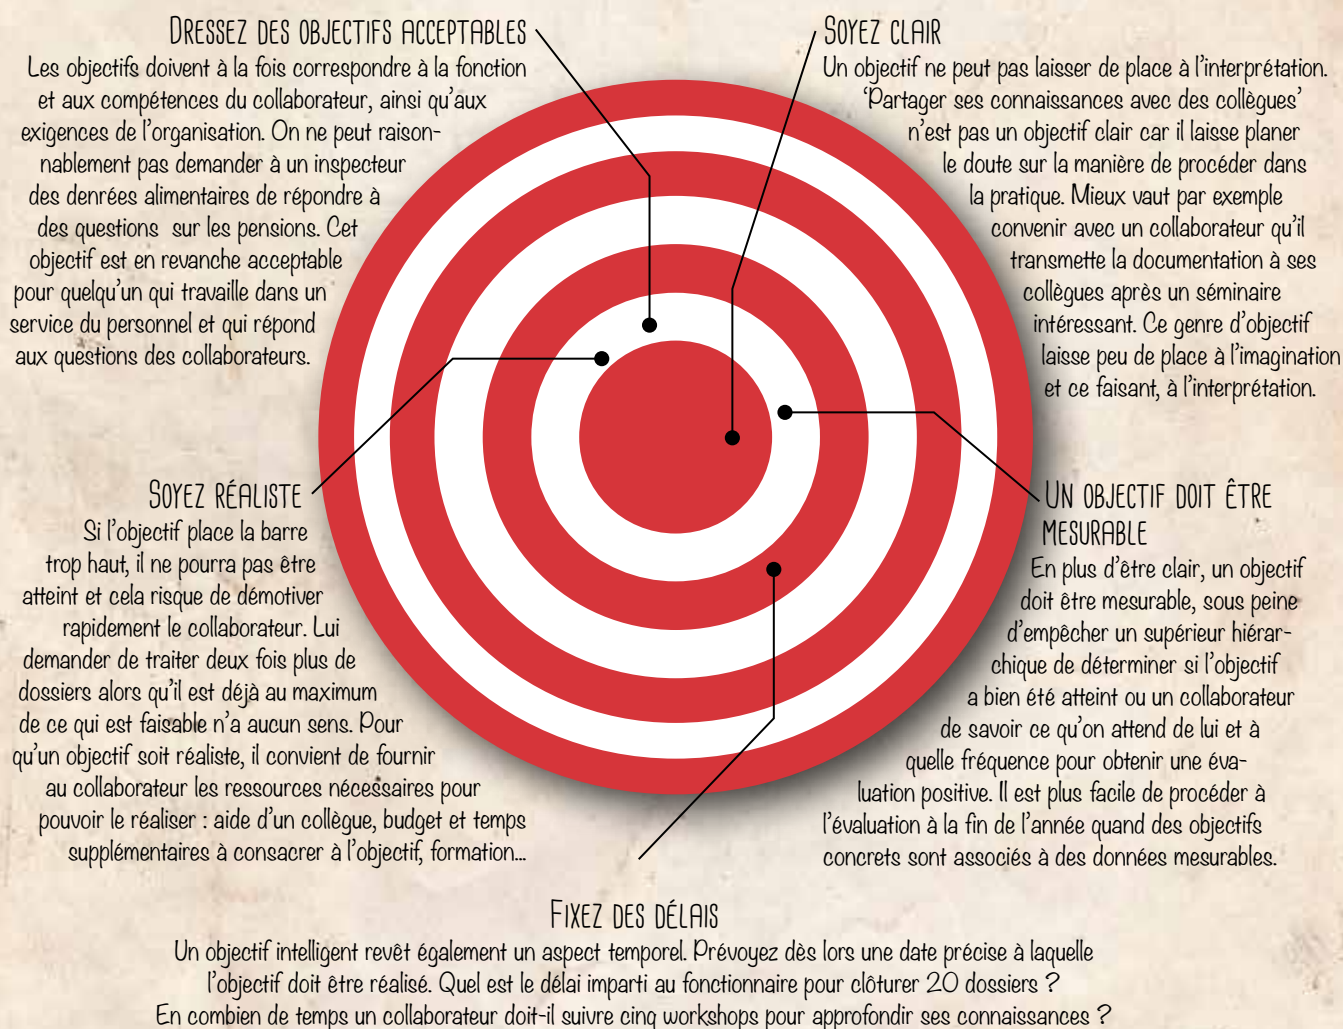 DRESSEZ DES OBJECTIFS ACCEPTABLES
Les objectifs doivent à la fois correspondre à la fonction
et aux compétences du collaborateur, ainsi qu'aux
exigences de l'organisation. On ne peut raison-
nablement pas demander à un inspecteur
des denrées alimentaires de répondre à
des questions sur les pensions. Cet
objectif est en revanche acceptable
pour quelqu'un qui travaille dans un
service du personnel et qui répond
aux questions des collaborateurs.
SOYEZ CLAIR
Un objectif ne peut pas laisser de place à l'interprétation.
'Partager ses connaissances avec des collègues'
n'est pas un objectif clair car il laisse planer
le doute sur la manière de procéder dans
la pratique. Mieux vaut par exemple
convenir avec un collaborateur qu'il
transmette la documentation à ses
collègues après un séminaire
intéressant. Ce genre d'objectif
laisse peu de place à l'imagination
et ce faisant, à l'interprétation.
SOYEZ RÉALISTE
Si l'objectif place la barre
trop haut, il ne pourra pas être
atteint et cela risque de démotiver
rapidement le collaborateur. Lui
demander de traiter deux fois plus de
dossiers alors qu'il est déjà au maximum
de ce qui est faisable n'a aucun sens. Pour
qu'un objectif soit réaliste, il convient de fournir
au collaborateur les ressources nécessaires pour
pouvoir le réaliser : aide d'un collègue, budget et temps
supplémentaires à consacrer à l'objectif, formation...
UN OBJECTIF DOIT ÊTRE
MESURABLE
En plus d'être clair, un objectif
doit être mesurable, sous peine
d'empêcher un supérieur hiérar-
chique de déterminer si l'objectif
a bien été atteint ou un collaborateur
de savoir ce qu'on attend de lui et à
quelle fréquence pour obtenir une éva-
luation positive. Il est plus facile de procéder à
l'évaluation à la fin de l'année quand des objectifs
concrets sont associés à des données mesurables.
FIXEZ DES DÉLAIS
Un objectif intelligent revêt également un aspect temporel. Prévoyez dès lors une date précise à laquelle
l'objectif doit être réalisé. Quel est le délai imparti au fonctionnaire pour clôturer 20 dossiers ?
En combien de temps un collaborateur doit-il suivre cinq workshops pour approfondir ses connaissances ?